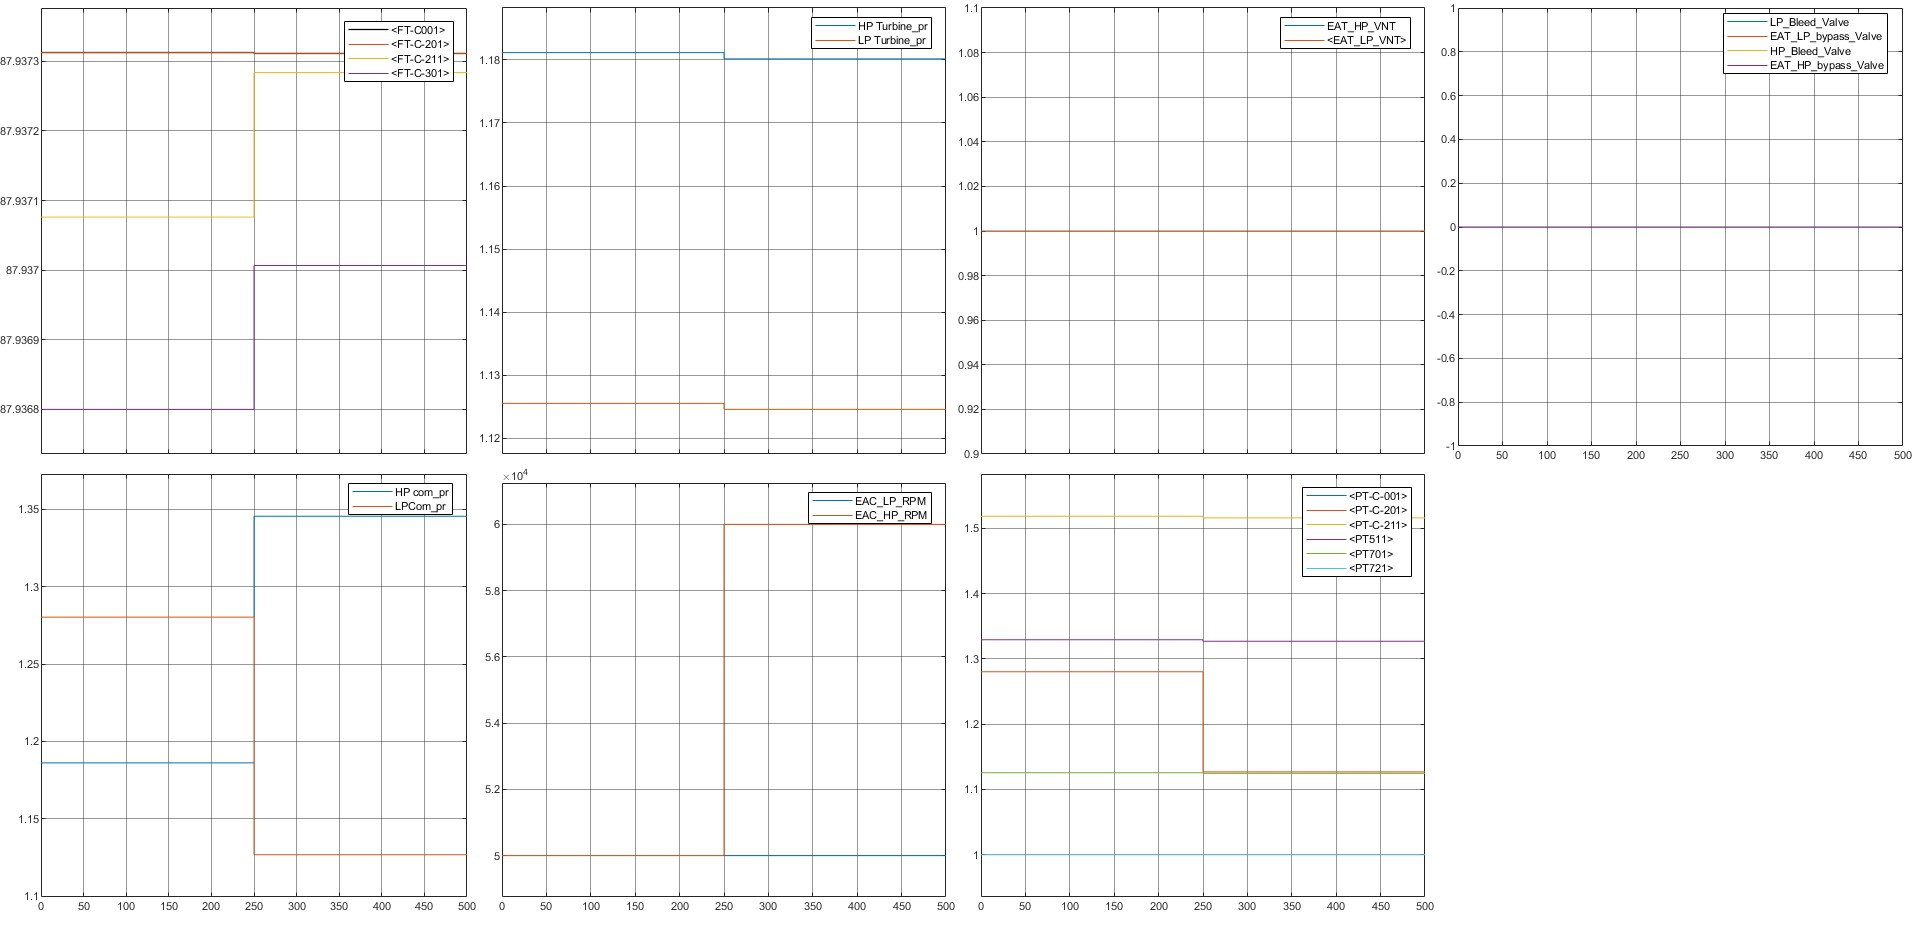 <FT-C001>
<FT-C-201>
<FT-C-211>
<FT-C-301>
87.9373
87.9372
87.9371
87.937
87.9369
87.9368
HP Turbine_pr
LP Turbine_pr
1.18
1.17
1.16
1.15
1.14
1.13
1.12
EAT_HP_VNT
<EAT_LP_VNT>
1.1
1.08
1.06
1.04
1.02
1
0.98
0.96
0.94
0.92
0.9
LP_Bleed_Valve
EAT_LP_bypass_Valve
HP_Bleed_Valve
EAT_HP_bypass_Valve
1
0.8
0.6
0.4
0.2
0
-0.2
-0.4
-0.6
-0.8
-1
0 50 100 150 200 250 300 350 400 450 500
HP com_pr
LPCom_pr
1.35
1.3
1.25
1.2
1.15
1.1
0 50 100 150 200 250 300 350 400 450 500
×10⁴
EAC_LP_RPM
EAC_HP_RPM
6
5.8
5.6
5.4
5.2
5
0 50 100 150 200 250 300 350 400 450 500
<PT-C-001>
<PT-C-201>
<PT-C-211>
<PT511>
<PT701>
<PT721>
1.5
1.4
1.3
1.2
1.1
1
0 50 100 150 200 250 300 350 400 450 500